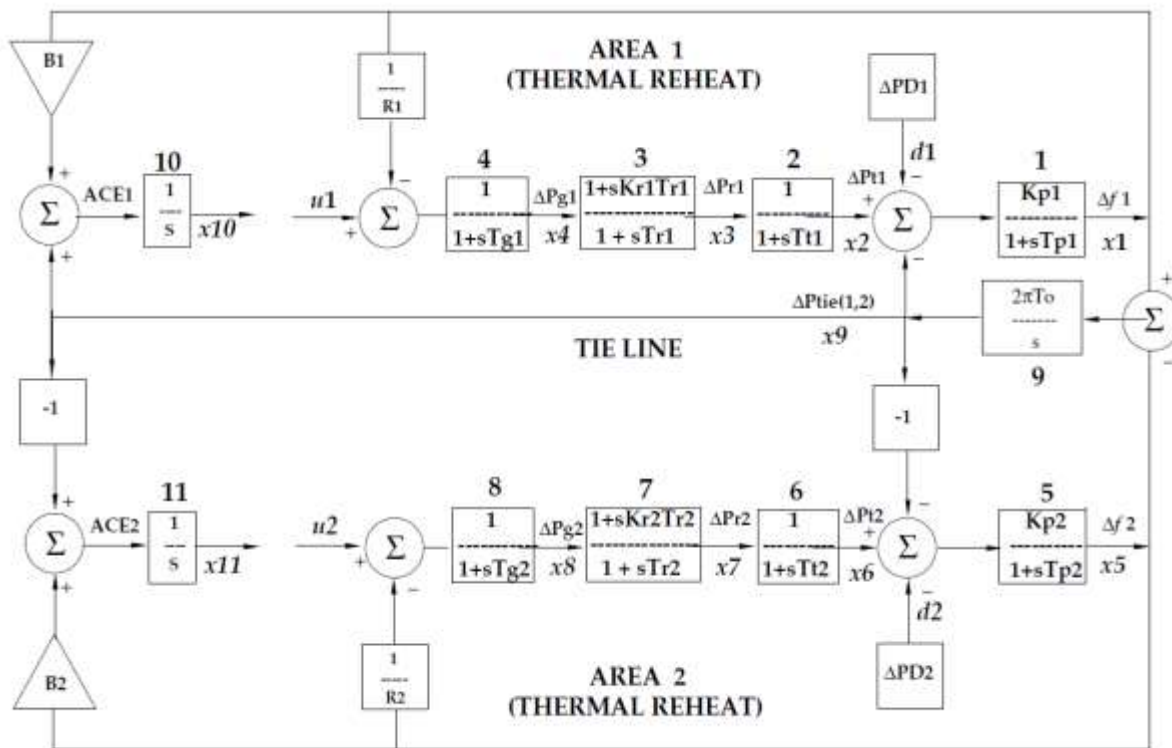 B1
AREA 1
(THERMAL REHEAT)
1
----
R1
ΔPD1
d1
10
4
3
2
1
+
ACE1
1
----
s
x10
Σ
+
u1
+
Σ
−
1
----
1+sTg1
ΔPg1
x4
1+sKr1Tr1
----
1 + sTr1
ΔPr1
x3
1
----
1+sTt1
ΔPt1
+
x2
Σ
−
−
Kp1
----
1+sTp1
Δf 1
x1
ΔPtie(1,2)
x9
2πTo
----
s
9
+
Σ
−
TIE LINE
-1
-1
11
8
7
6
5
+
ACE2
1
----
s
x11
Σ
+
u2
+
Σ
−
1
----
1+sTg2
ΔPg2
x8
1+sKr2Tr2
----
1 + sTr2
ΔPr2
x7
1
----
1+sTt2
ΔPt2
+
x6
Σ
−
−
Kp2
----
1+sTp2
Δf 2
x5
d2
B2
1
----
R2
AREA 2
(THERMAL REHEAT)
ΔPD2